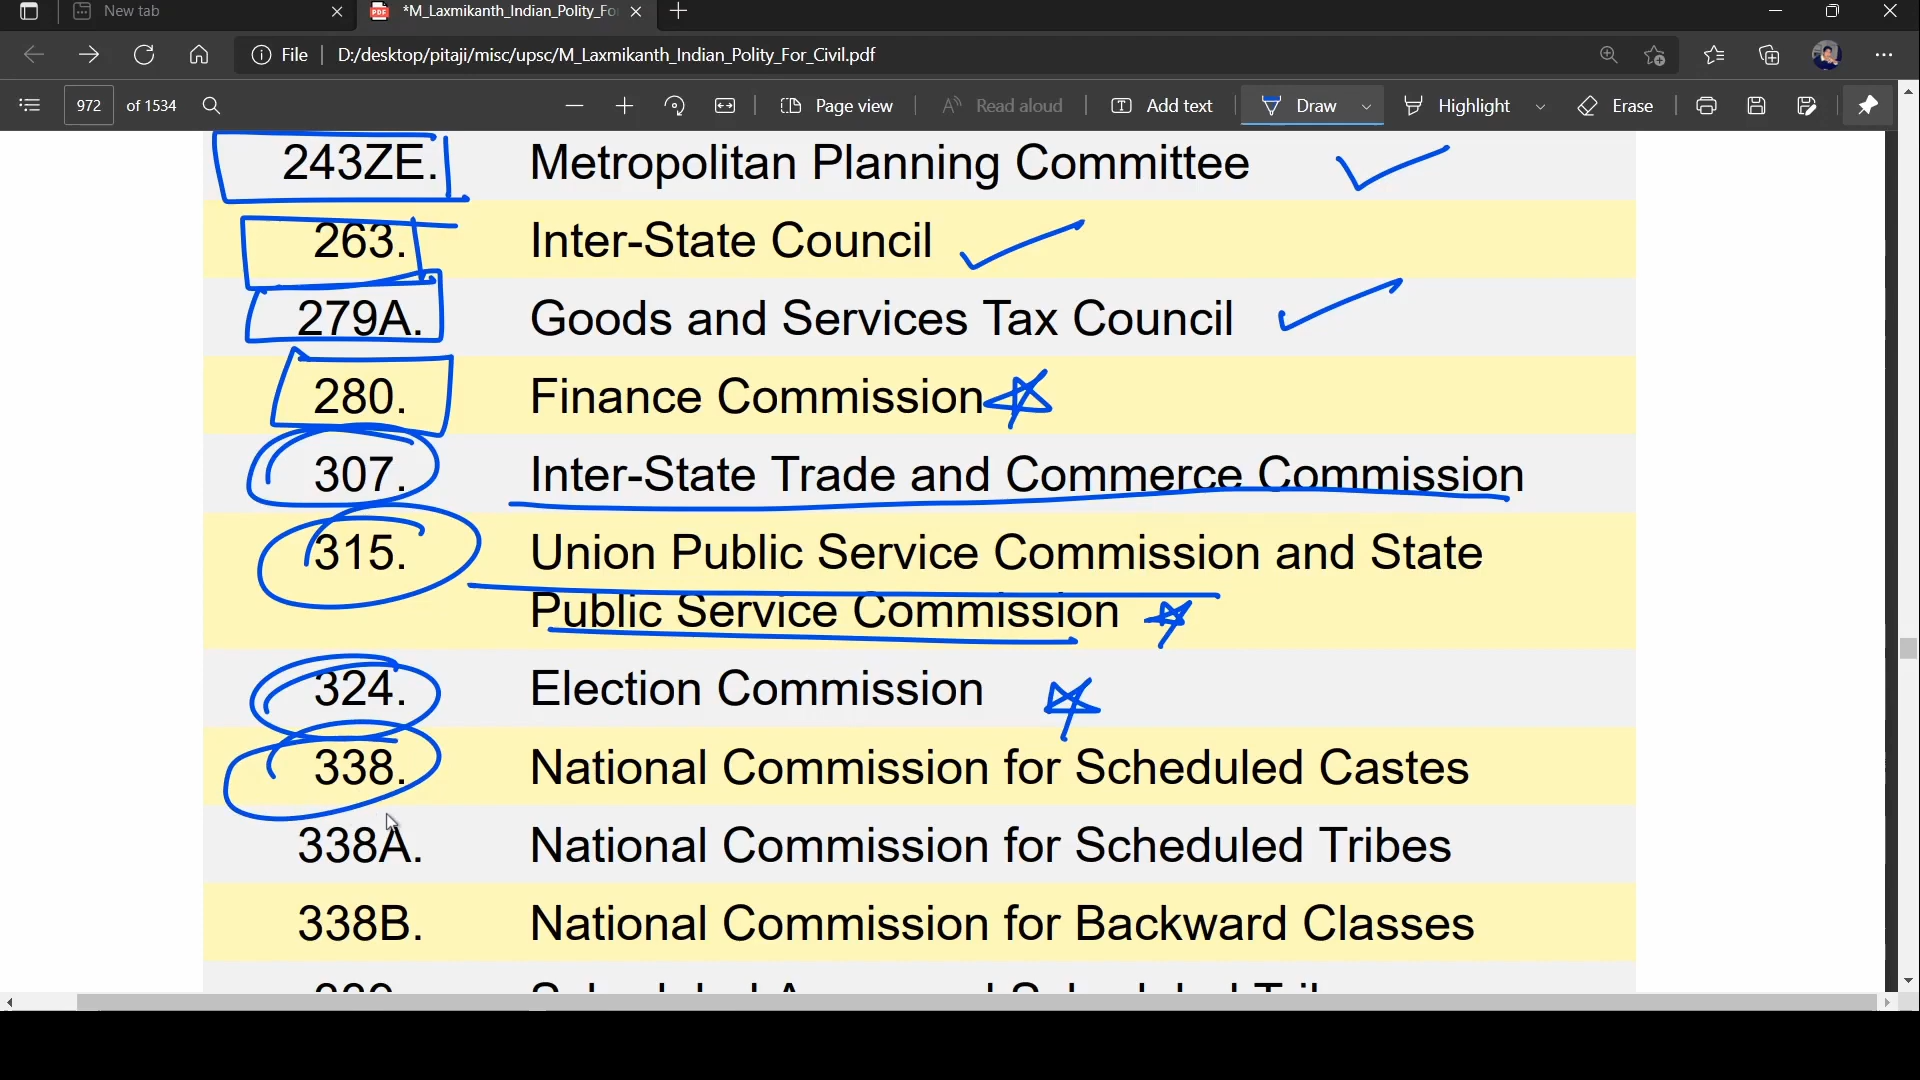 New tab
*M_Laxmikanth_Indian_Polity_Fo
File
D:/desktop/pitaji/misc/upsc/M_Laxmikanth_Indian_Polity_For_Civil.pdf
972 of 1534
Page view
Read aloud
Add text
Draw
Highlight
Erase
243ZE. Metropolitan Planning Committee
263. Inter-State Council
279A. Goods and Services Tax Council
280. Finance Commission
307. Inter-State Trade and Commerce Commission
315. Union Public Service Commission and State
Public Service Commission
324. Election Commission
338. National Commission for Scheduled Castes
338A. National Commission for Scheduled Tribes
338B. National Commission for Backward Classes